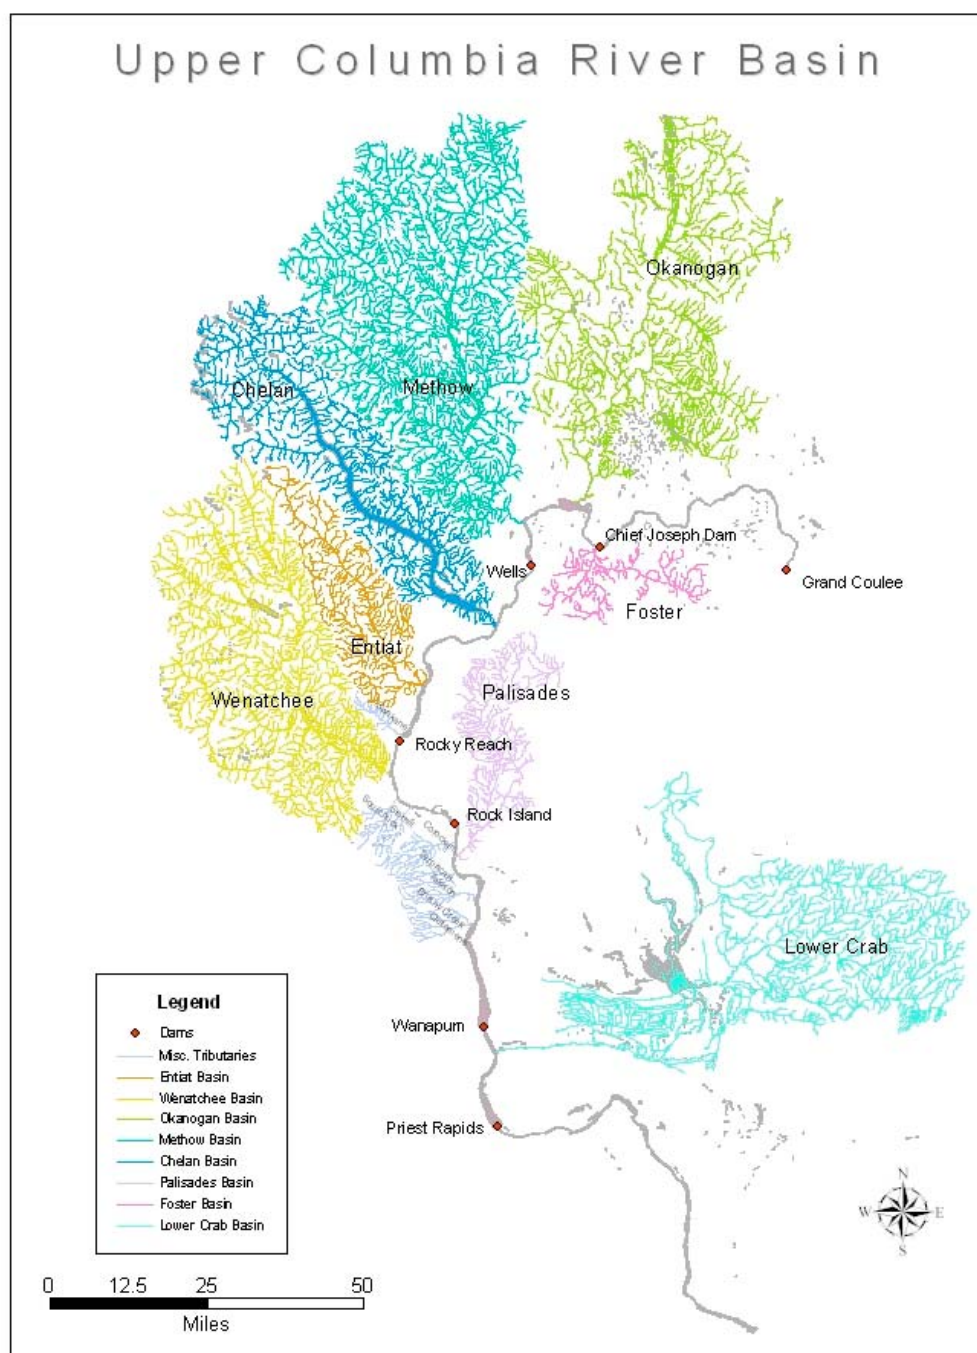 Upper Columbia River Basin
Okanogan
Chelan
Methow
Chief Joseph Dam
Wells
Grand Coulee
Foster
Entiat
Palisades
Wenatchee
Rocky Reach
Rock Island
Lower Crab
Legend
Dams
Misc. Tributaries
Entiat Basin
Wenatchee Basin
Okanogan Basin
Methow Basin
Chelan Basin
Palisades Basin
Foster Basin
Lower Crab Basin
Wanapum
Priest Rapids
N
W E
S
0 12.5 25 50
Miles